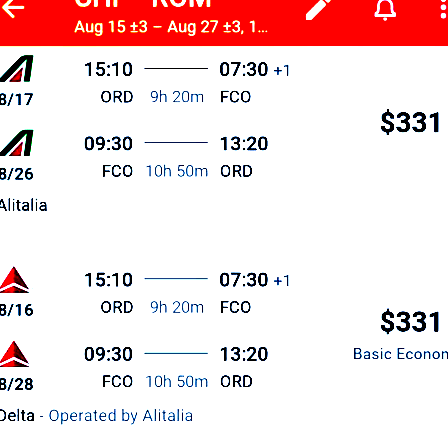 Aug 15 ±3 – Aug 27 ±3, 1...
15:10 07:30 +1
8/17 ORD 9h 20m FCO
$331
09:30 13:20
8/26 FCO 10h 50m ORD
Alitalia
15:10 07:30 +1
8/16 ORD 9h 20m FCO
$331
09:30 13:20
Basic Econom
8/28 FCO 10h 50m ORD
Delta - Operated by Alitalia